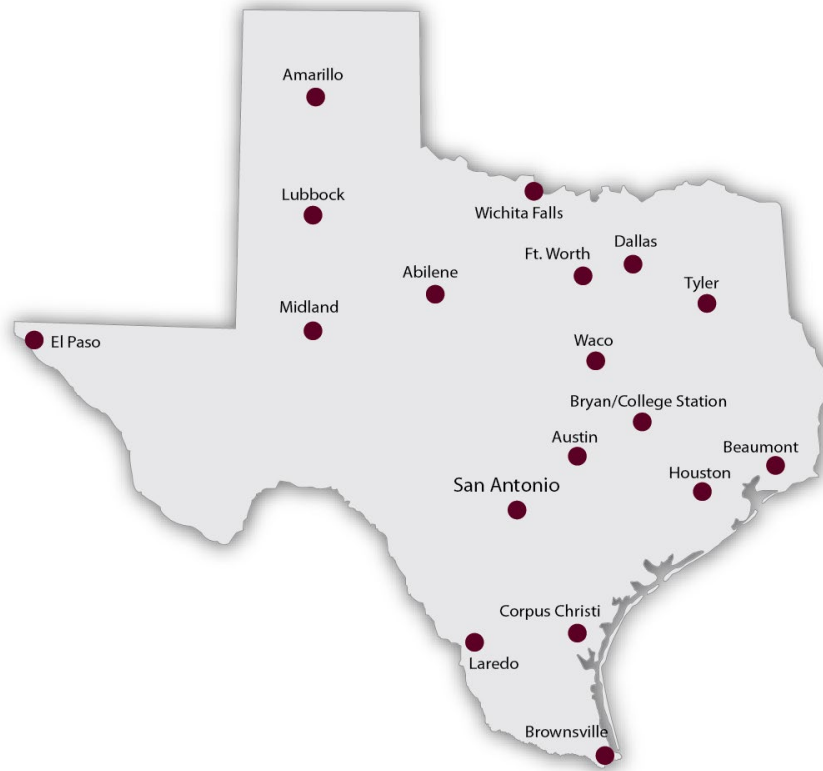 Amarillo
Lubbock
Wichita Falls
Dallas
Ft. Worth
Abilene
Tyler
Midland
El Paso
Waco
Bryan/College Station
Austin
Beaumont
Houston
San Antonio
Corpus Christi
Laredo
Brownsville